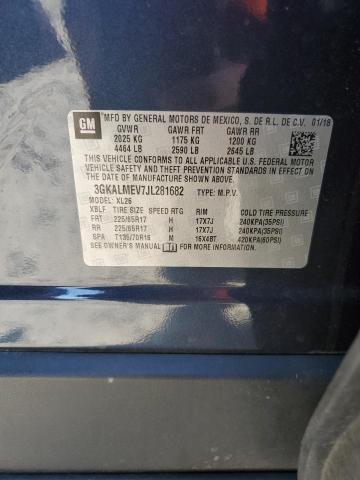 GM
MFD BY GENERAL MOTORS DE MEXICO, S. DE R.L. DE C.V. 01/18
GVWR GAWR FRT GAWR RR
2025 KG 1175 KG 1200 KG
4464 LB 2590 LB 2645 LB
THIS VEHICLE CONFORMS TO ALL APPLICABLE U.S. FEDERAL MOTOR
VEHICLE SAFETY AND THEFT PREVENTION STANDARDS IN EFFECT
ON THE DATE OF MANUFACTURE SHOWN ABOVE.
3GKALMEV7JL281682 TYPE: M.P.V.
MODEL: XL26
XBLF TIRE SIZE SPEED RTG RIM COLD TIRE PRESSURE
FRT 225/65R17 H 17X7J 240KPA(35PSI)
RR 225/65R17 H 17X7J 240KPA(35PSI)
SPA T135/70R16 M 16X4BT 420KPA(60PSI)
SEE OWNER'S MANUAL FOR MORE INFORMATION.